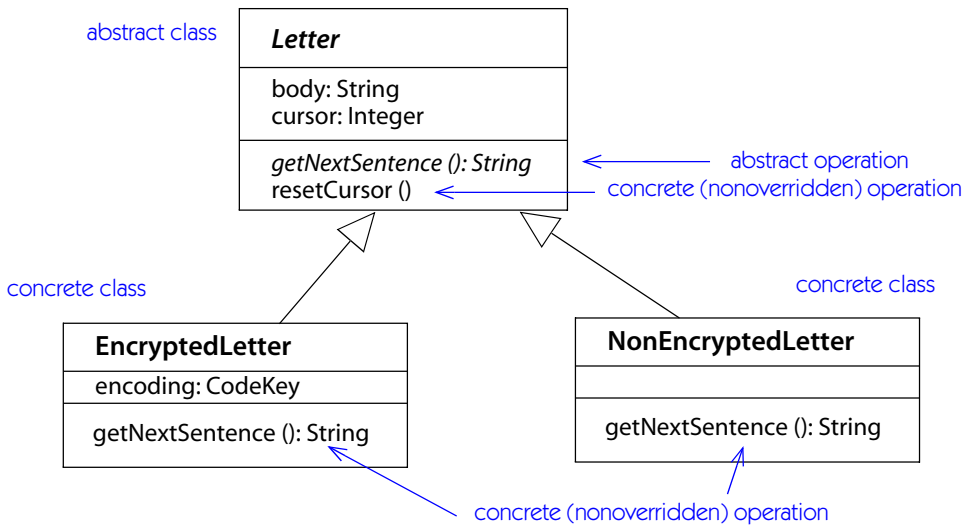 abstract class
Letter
body: String
cursor: Integer
getNextSentence (): String
resetCursor ()
abstract operation
concrete (nonoverridden) operation
concrete class
concrete class
EncryptedLetter
encoding: CodeKey
getNextSentence (): String
NonEncryptedLetter
getNextSentence (): String
concrete (nonoverridden) operation